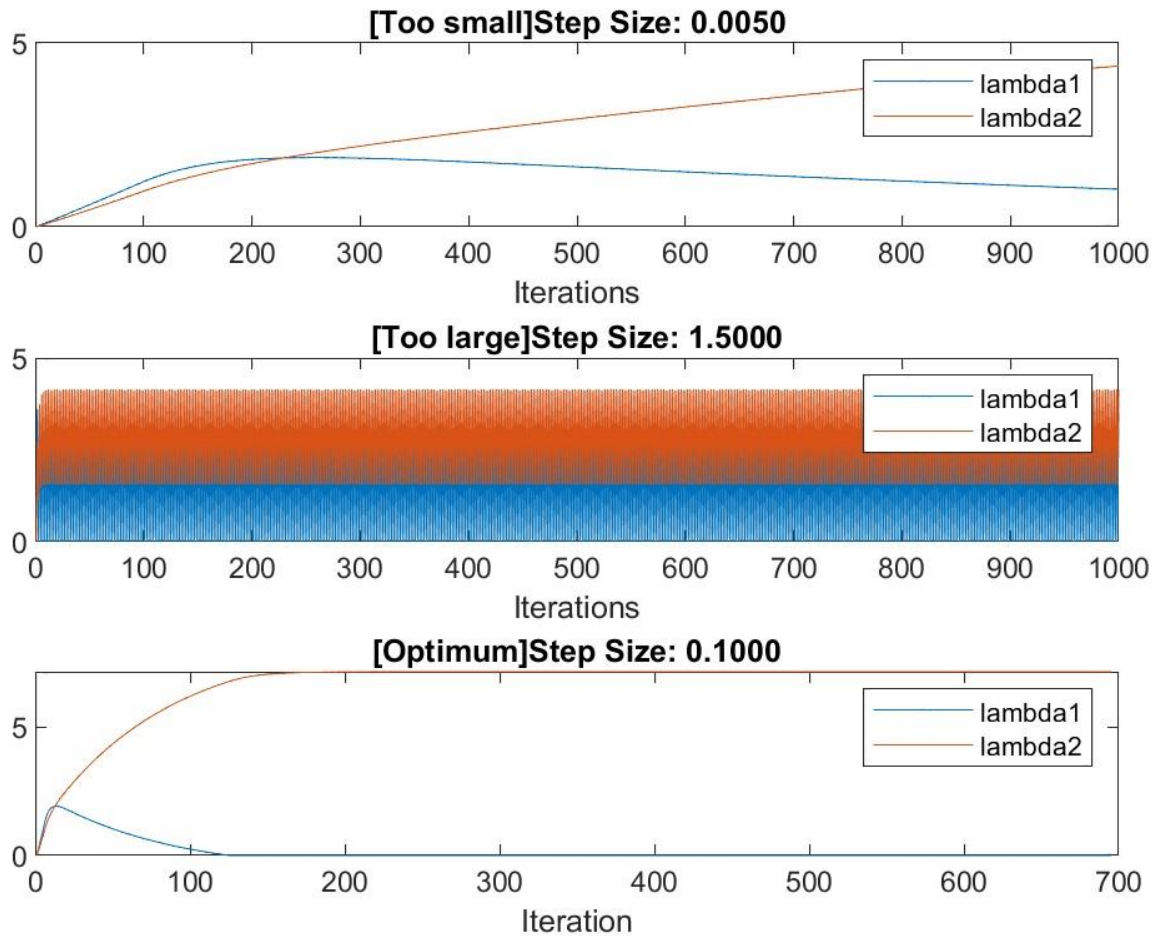 [Too small]Step Size: 0.0050
5
lambda1
lambda2
0
0 100 200 300 400 500 600 700 800 900 1000
Iterations
[Too large]Step Size: 1.5000
5
lambda1
lambda2
0
0 100 200 300 400 500 600 700 800 900 1000
Iterations
[Optimum]Step Size: 0.1000
lambda1
5
lambda2
0
0 100 200 300 400 500 600 700
Iteration